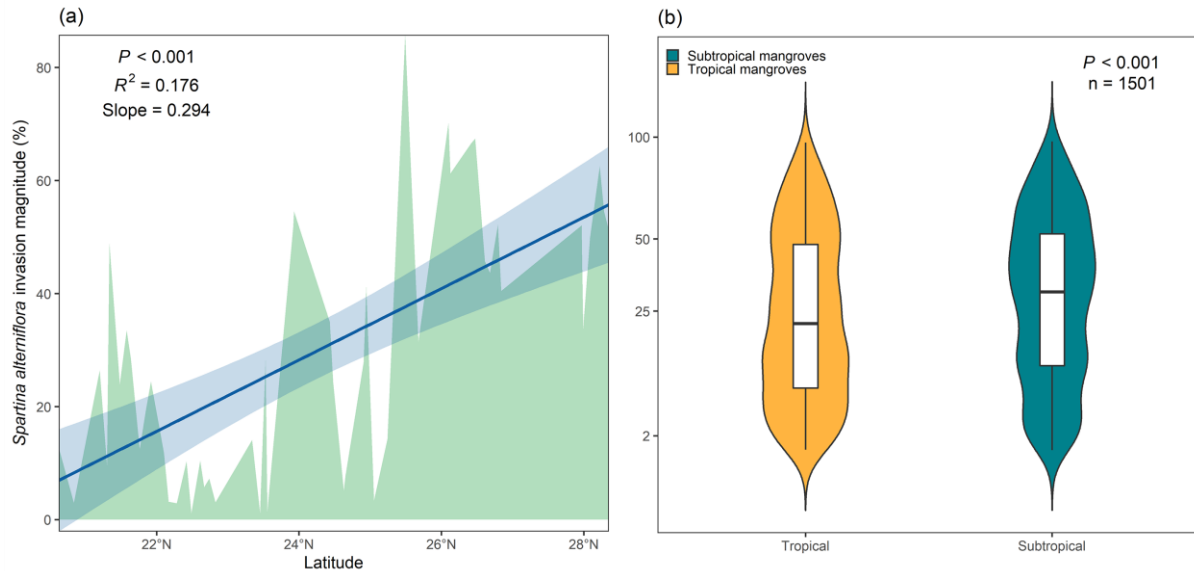 (a)
P < 0.001
R² = 0.176
Slope = 0.294
Spartina alterniflora invasion magnitude (%)
80
60
40
20
0
22°N
24°N
26°N
28°N
Latitude
(b)
Subtropical mangroves
Tropical mangroves
P < 0.001
n = 1501
100
50
25
2
Tropical
Subtropical